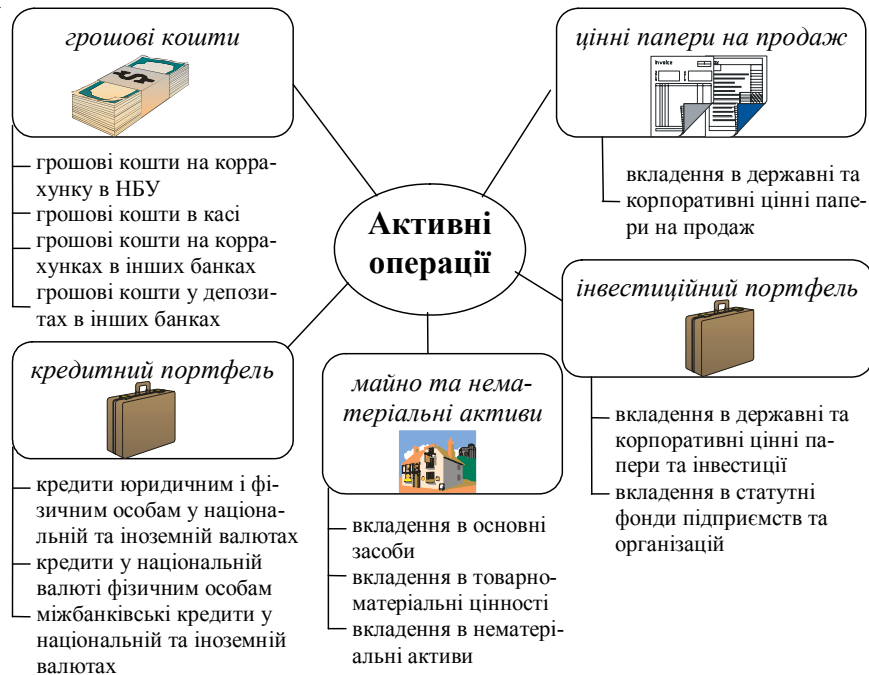 грошові кошти
грошові кошти на корра-
хунку в НБУ
грошові кошти в касі
грошові кошти на корра-
хунках в інших банках
грошові кошти у депози-
тах в інших банках
цінні папери на продаж
Invoice
вкладення в державні та
корпоративні цінні папе-
ри на продаж
Активні
операції
інвестиційний портфель
вкладення в державні та
корпоративні цінні па-
пери та інвестиції
вкладення в статутні
фонди підприємств та
організацій
кредитний портфель
кредити юридичним і фі-
зичним особам у націона-
льній та іноземній валютах
кредити у національній
валюті фізичним особам
міжбанківські кредити у
національній та іноземній
валютах
майно та нема-
теріальні активи
вкладення в основні
засоби
вкладення в товарно-
матеріальні цінності
вкладення в нематері-
альні активи